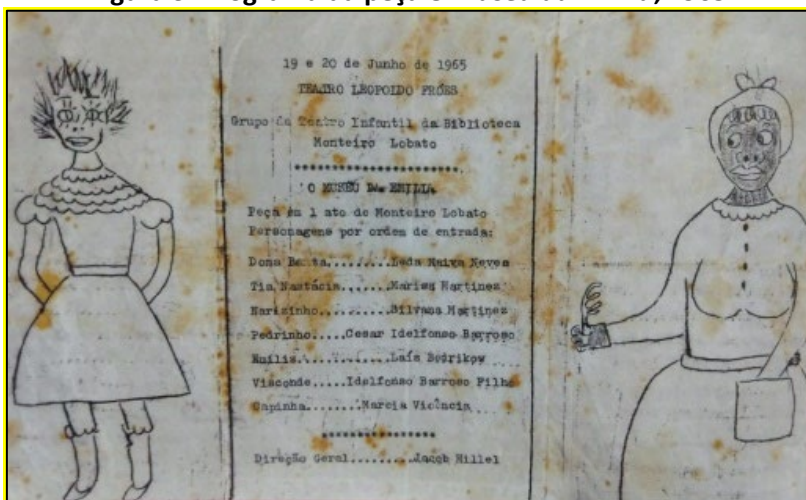 19 e 20 de Junho de 1965
TEATRO LEOPOLDO FRÓES
Grupo de Teatro Infantil da Biblioteca
Monteiro Lobato
********************
O MUSEU DA EMILIA
Peça em 1 ato de Monteiro Lobato
Personagens por ordem de entrada:
Dona Benta.........Leda Naiva Neves
Tia Nastácia.......Mariza Martinez
Narizinho..........Silvana Martinez
Pedrinho.....Cesar Idelfonso Barroso
Emilia.............Laís Bedrikow
Visconde.....Idelfonso Barroso Filho
Capinha........Marcia Vicência
****************
Direção Geral.........Jacob Hillel